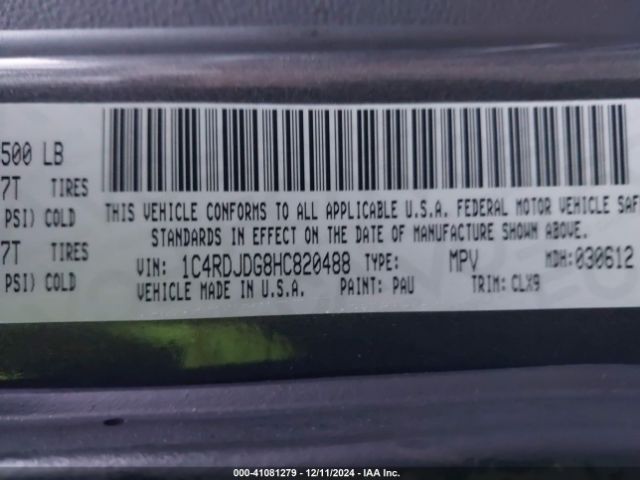 500 LB
7T TIRES
PSI) COLD
7T TIRES
PSI) COLD
THIS VEHICLE CONFORMS TO ALL APPLICABLE U.S.A. FEDERAL MOTOR VEHICLE SAF
STANDARDS IN EFFECT ON THE DATE OF MANUFACTURE SHOWN ABOVE.
VIN: 1C4RDJDG8HC820488 TYPE: MPV MDH: 030612
VEHICLE MADE IN U.S.A. PAINT: PAU TRIM: CLX9
000-41081279 - 12/11/2024 - IAA Inc.